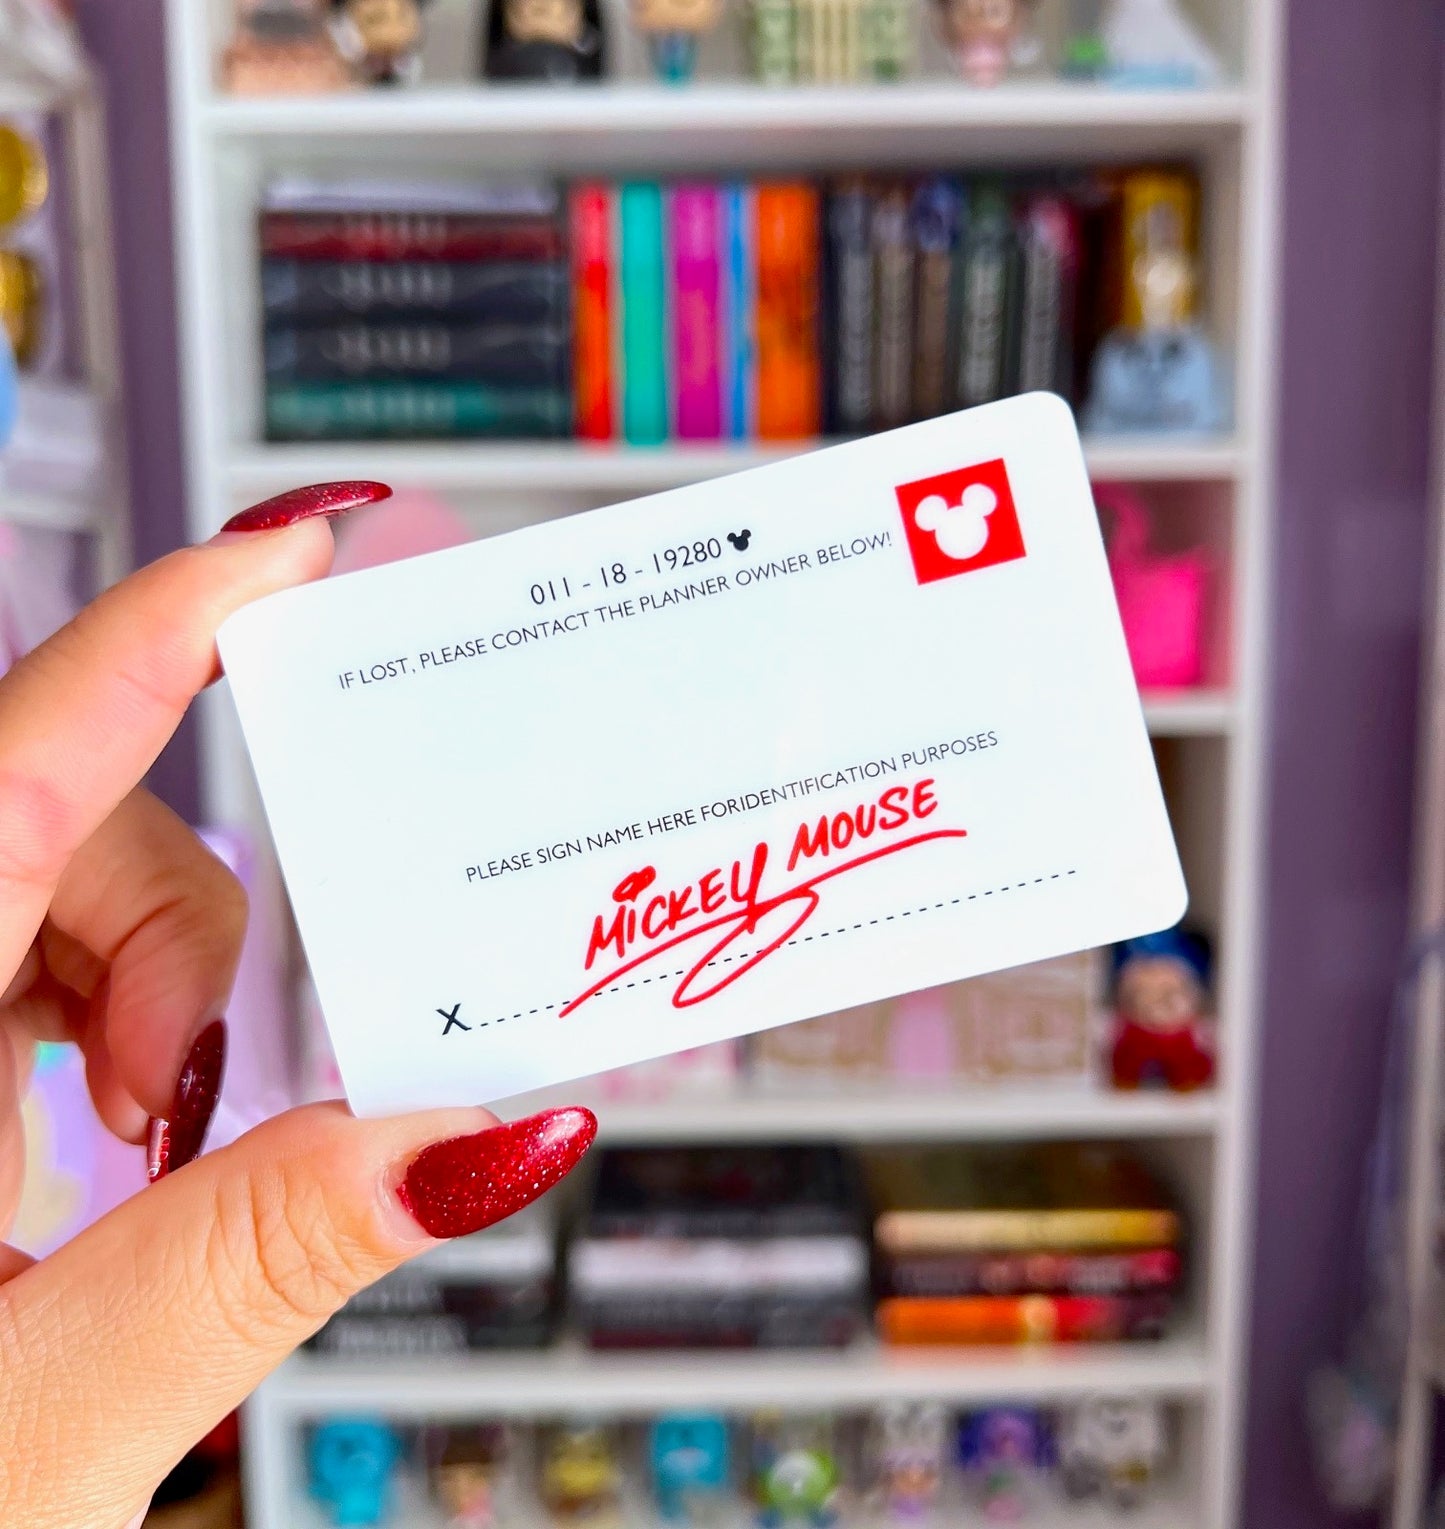 011 - 18 - 19280
IF LOST, PLEASE CONTACT THE PLANNER OWNER BELOW!
PLEASE SIGN NAME HERE FORIDENTIFICATION PURPOSES
MiCKEY MOUSE
X